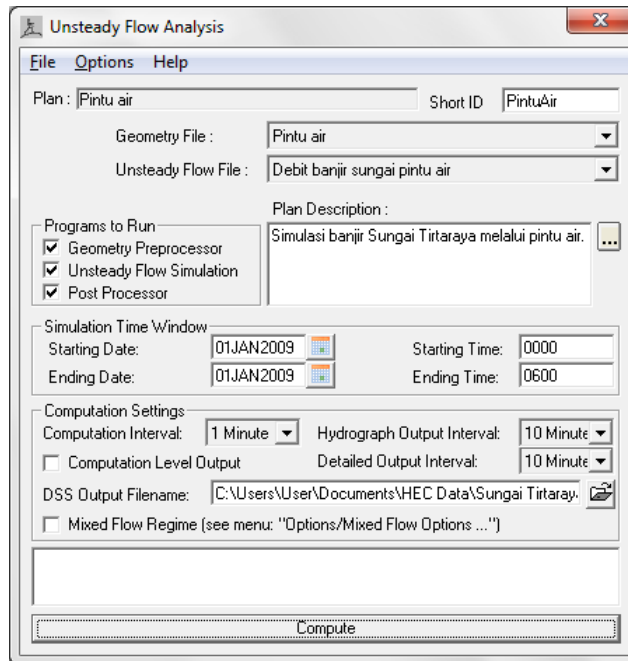 Unsteady Flow Analysis
File Options Help
Plan : Pintu air Short ID PintuAir
Geometry File : Pintu air
Unsteady Flow File : Debit banjir sungai pintu air
Plan Description :
Programs to Run
Simulasi banjir Sungai Tirtaraya melalui pintu air. ...
Geometry Preprocessor
Unsteady Flow Simulation
Post Processor
Simulation Time Window
Starting Date: 01JAN2009 Starting Time: 0000
Ending Date: 01JAN2009 Ending Time: 0600
Computation Settings
Computation Interval: 1 Minute Hydrograph Output Interval: 10 Minute
Computation Level Output Detailed Output Interval: 10 Minute
DSS Output Filename: C:\Users\User\Documents\HEC Data\Sungai Tirtaray
Mixed Flow Regime (see menu: "Options/Mixed Flow Options ...")
Compute